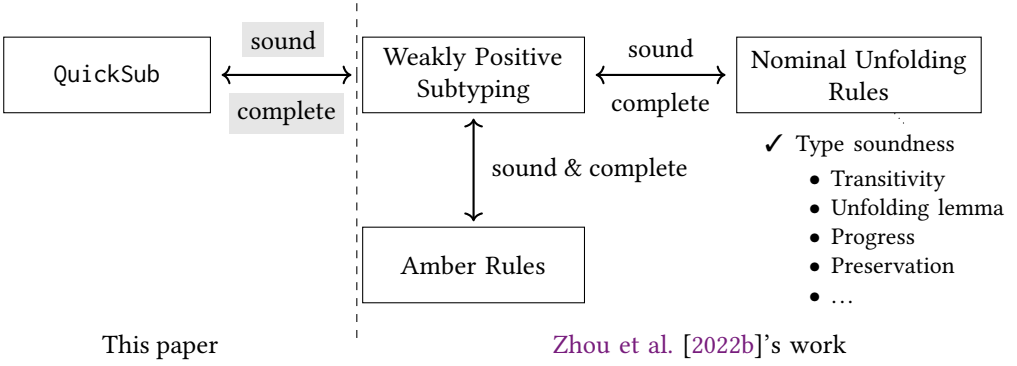 QuickSub
sound
complete
Weakly Positive
Subtyping
sound
complete
Nominal Unfolding
Rules
✓ Type soundness
• Transitivity
• Unfolding lemma
• Progress
• Preservation
• ...
sound & complete
Amber Rules
This paper
Zhou et al. [2022b]'s work